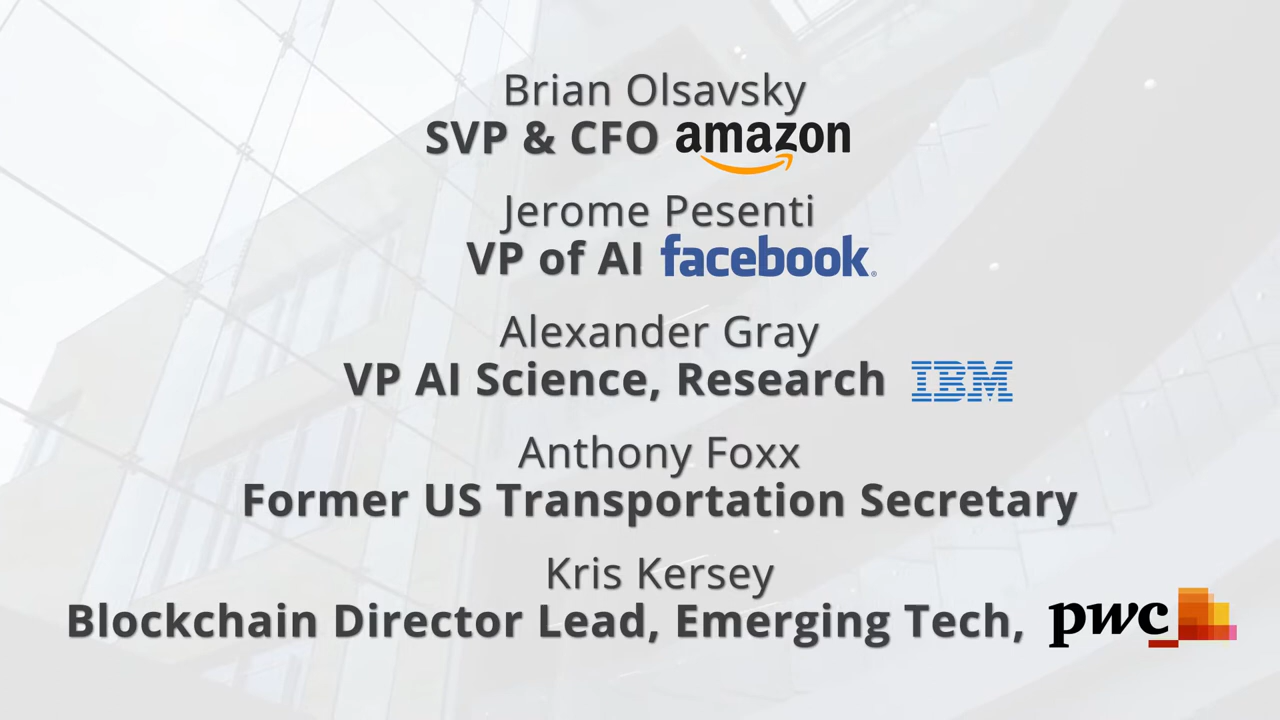 Brian Olsavsky
SVP & CFO amazon
Jerome Pesenti
VP of AI facebook®
Alexander Gray
VP AI Science, Research IBM
Anthony Foxx
Former US Transportation Secretary
Kris Kersey
Blockchain Director Lead, Emerging Tech, pwc